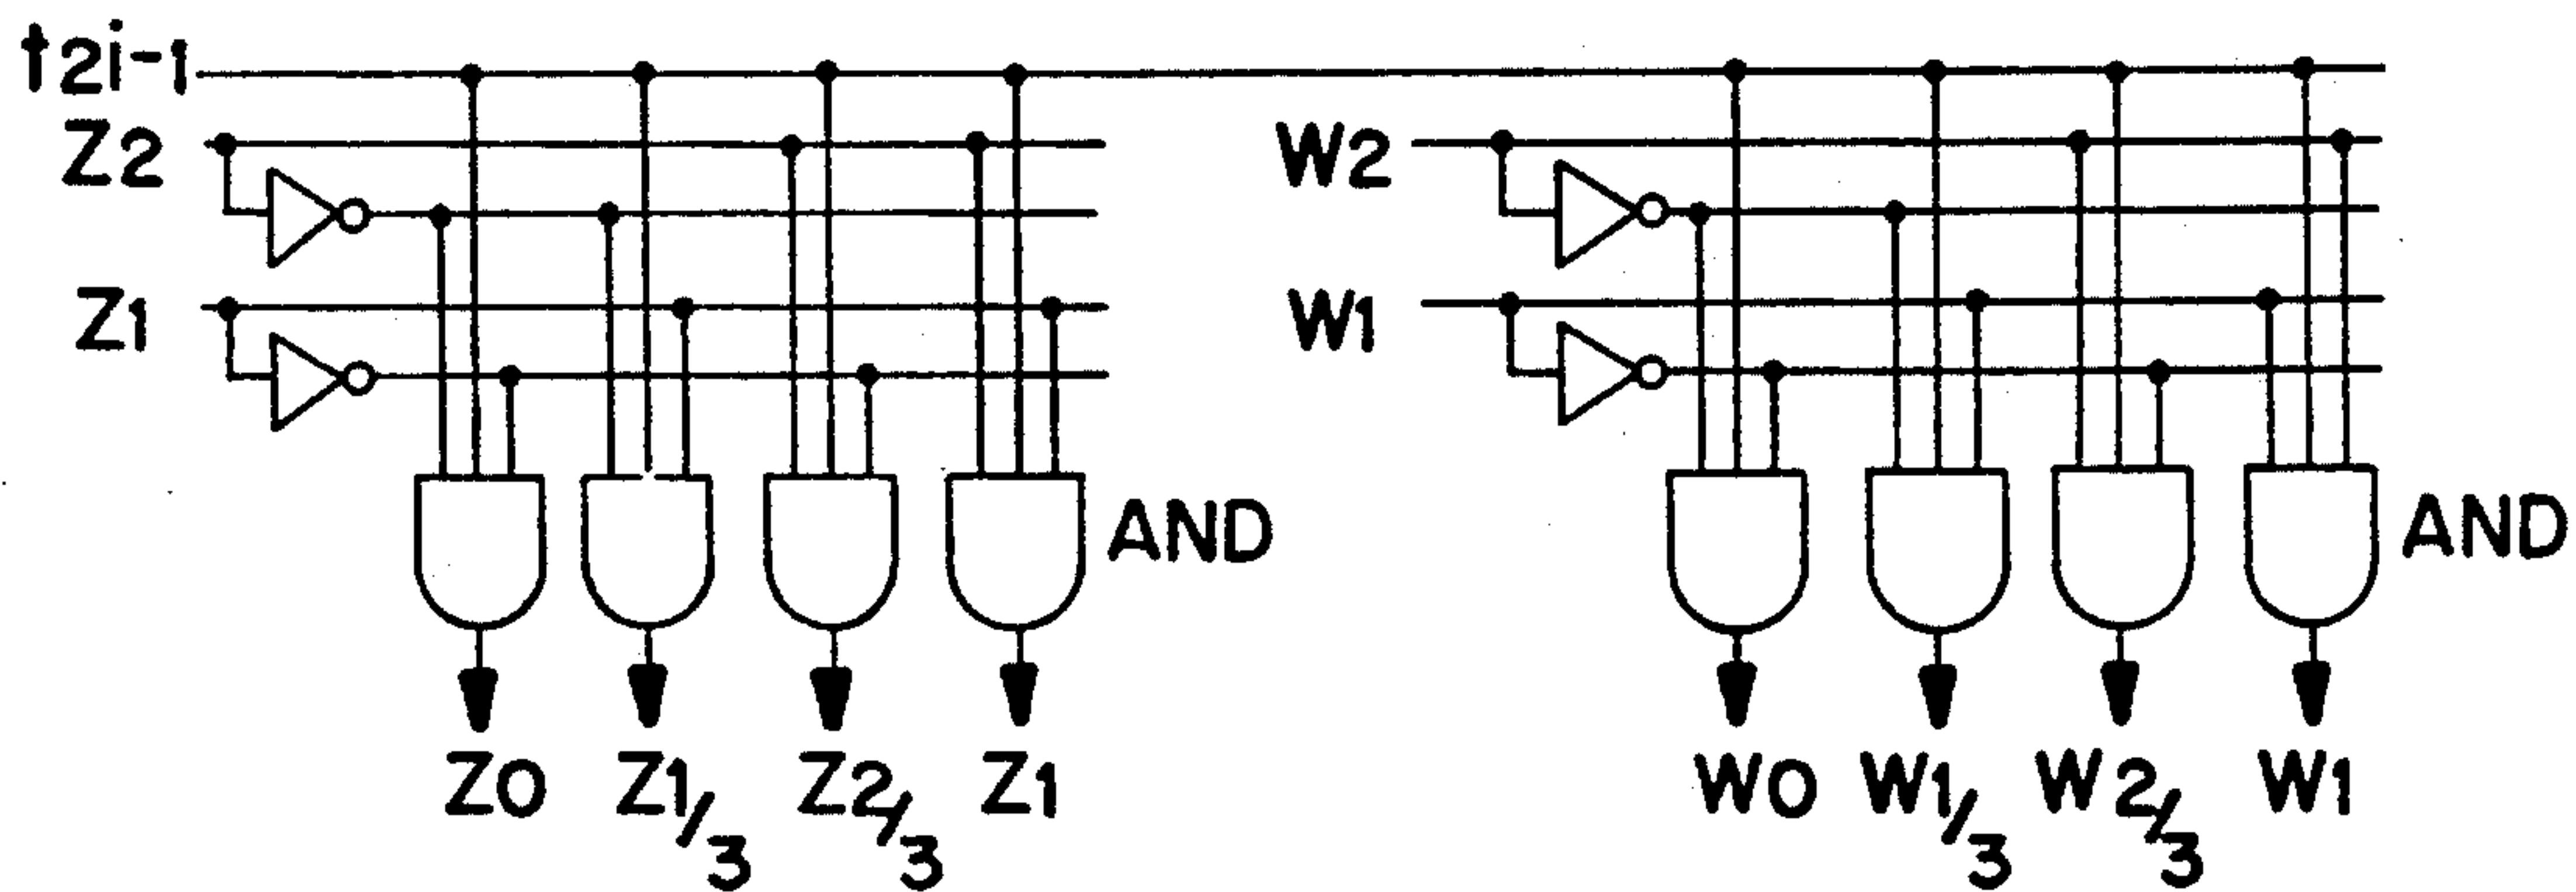 t2i-1
Z2
W2
Z1
W1
AND
AND
Z0 Z1/3 Z2/3 Z1
W0 W1/3 W2/3 W1